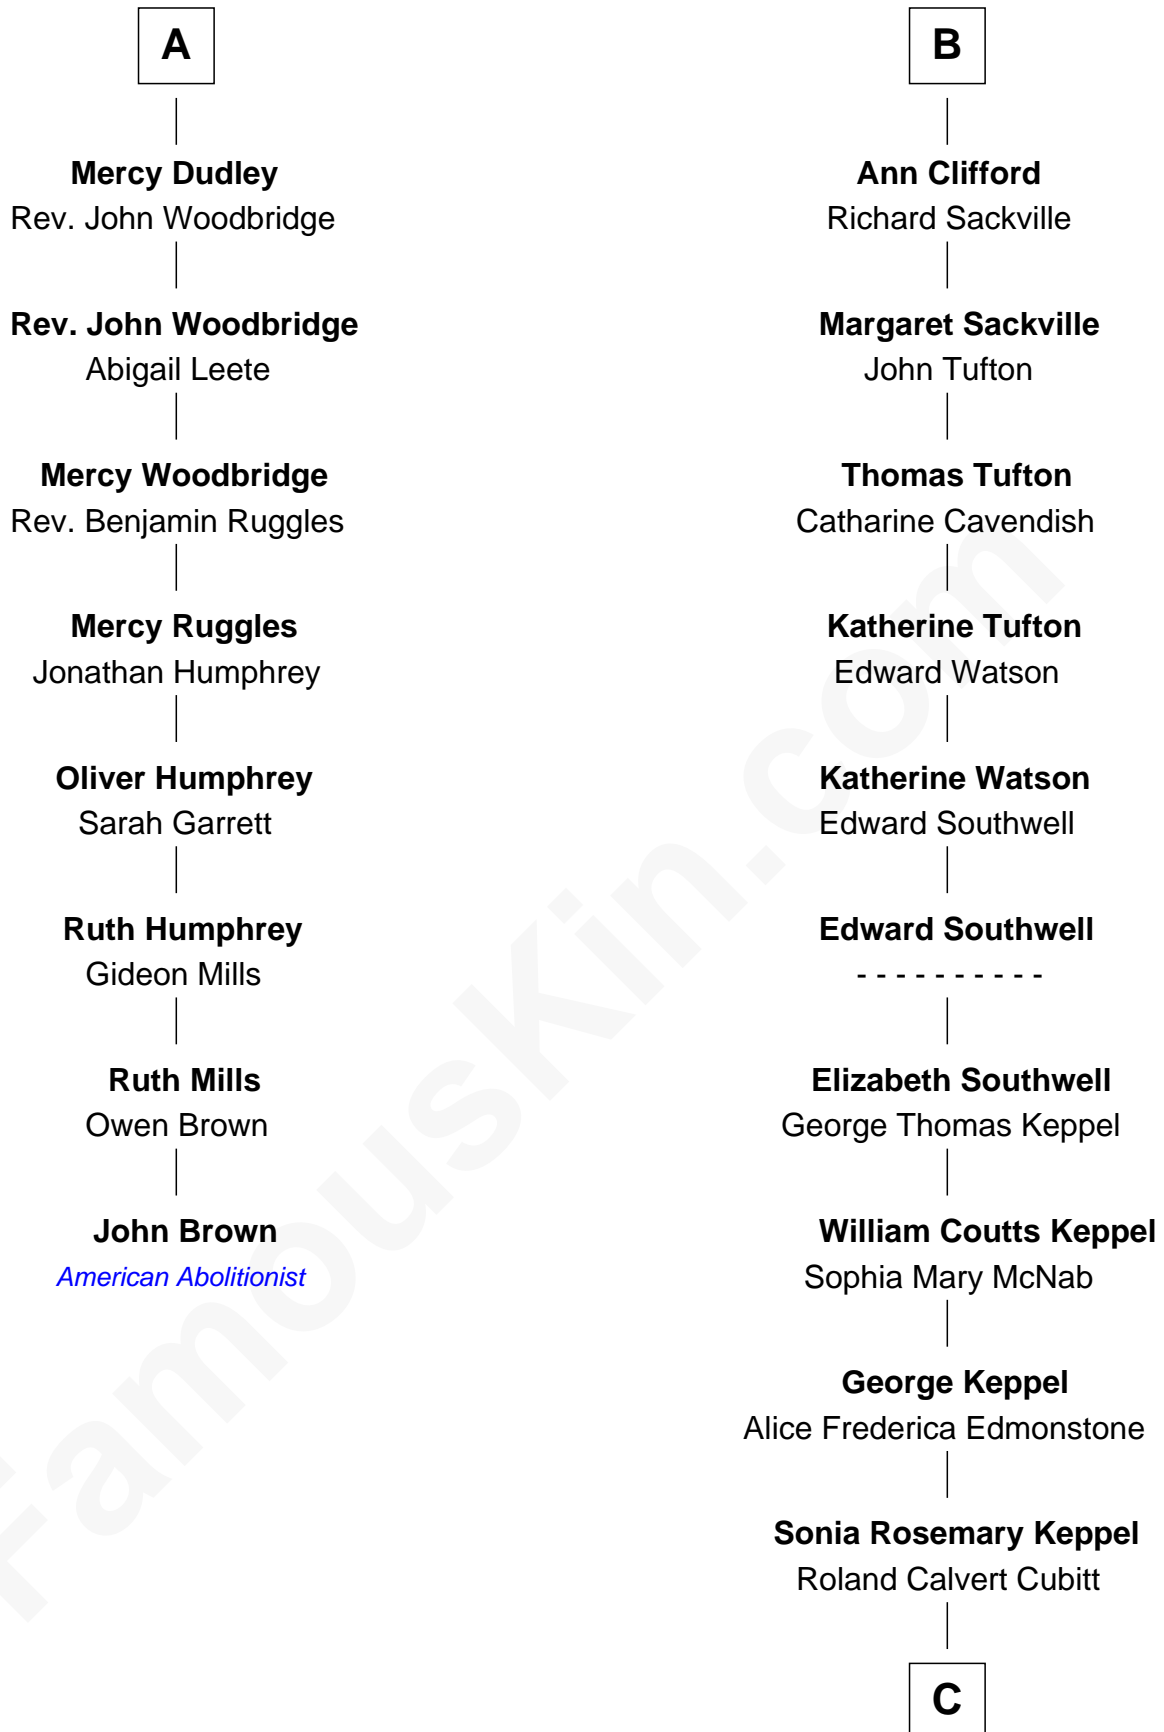 A
Mercy Dudley
Rev. John Woodbridge
Rev. John Woodbridge
Abigail Leete
Mercy Woodbridge
Rev. Benjamin Ruggles
Mercy Ruggles
Jonathan Humphrey
Oliver Humphrey
Sarah Garrett
Ruth Humphrey
Gideon Mills
Ruth Mills
Owen Brown
John Brown
American Abolitionist
B
Ann Clifford
Richard Sackville
Margaret Sackville
John Tufton
Thomas Tufton
Catharine Cavendish
Katherine Tufton
Edward Watson
Katherine Watson
Edward Southwell
Edward Southwell
- - - - - - - - - -
Elizabeth Southwell
George Thomas Keppel
William Coutts Keppel
Sophia Mary McNab
George Keppel
Alice Frederica Edmonstone
Sonia Rosemary Keppel
Roland Calvert Cubitt
C
FamousKin.com